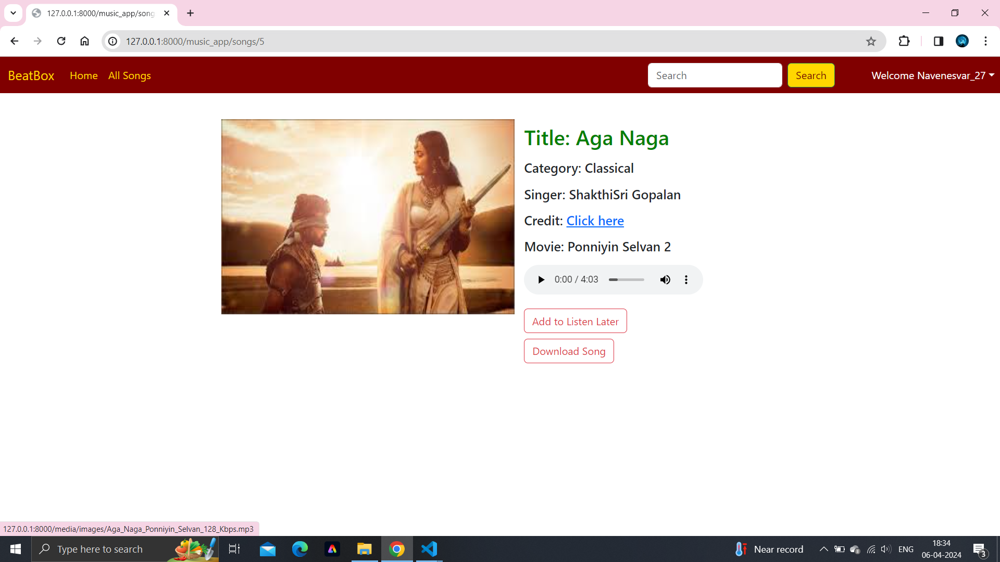 127.0.0.1:8000/music_app/song
127.0.0.1:8000/music_app/songs/5
BeatBox Home All Songs Search Search Welcome Navenesvar_27
Title: Aga Naga
Category: Classical
Singer: ShakthiSri Gopalan
Credit: Click here
Movie: Ponniyin Selvan 2
0:00 / 4:03
Add to Listen Later
Download Song
127.0.0.1:8000/media/images/Aga_Naga_Ponniyin_Selvan_128_Kbps.mp3
Type here to search
Near record
ENG
18:34
06-04-2024
3